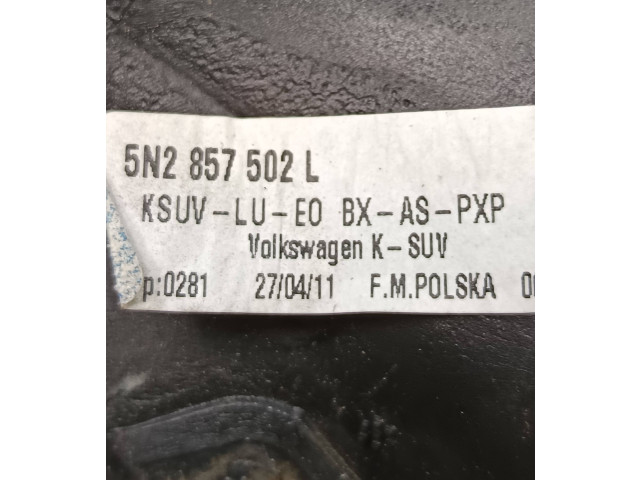 5N2 857 502 L
KSUV-LU-EO BX-AS-PXP
Volkswagen K-SUV
p:0281 27/04/11 F.M.POLSKA